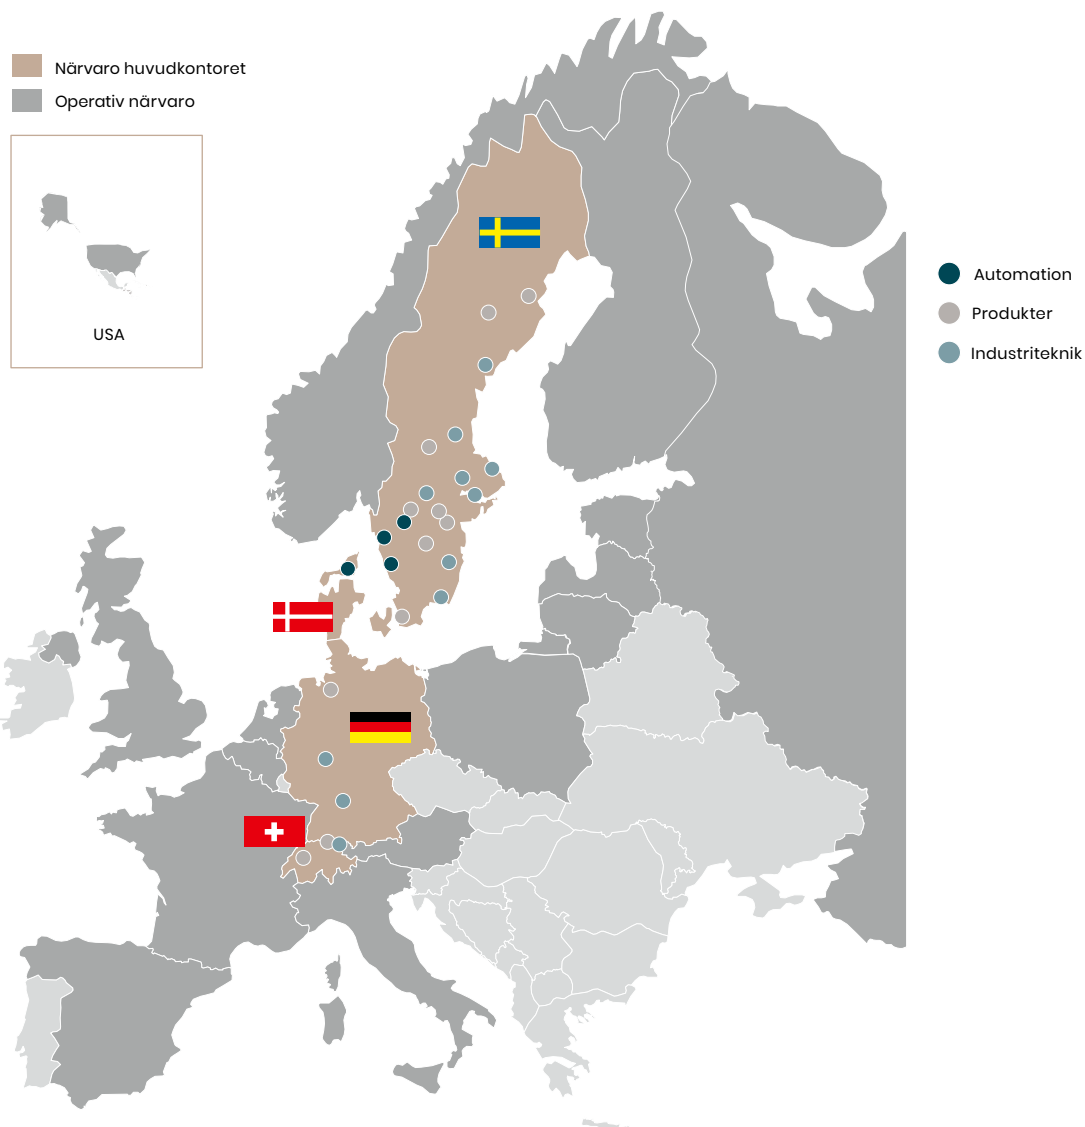 Närvaro huvudkontoret
Operativ närvaro
USA
Automation
Produkter
Industriteknik